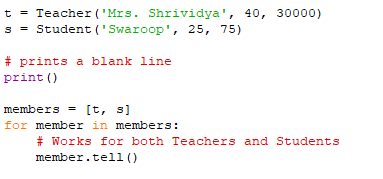 t = Teacher('Mrs. Shrividya', 40, 30000)
s = Student('Swaroop', 25, 75)
# prints a blank line
print()
members = [t, s]
for member in members:
    # Works for both Teachers and Students
    member.tell()